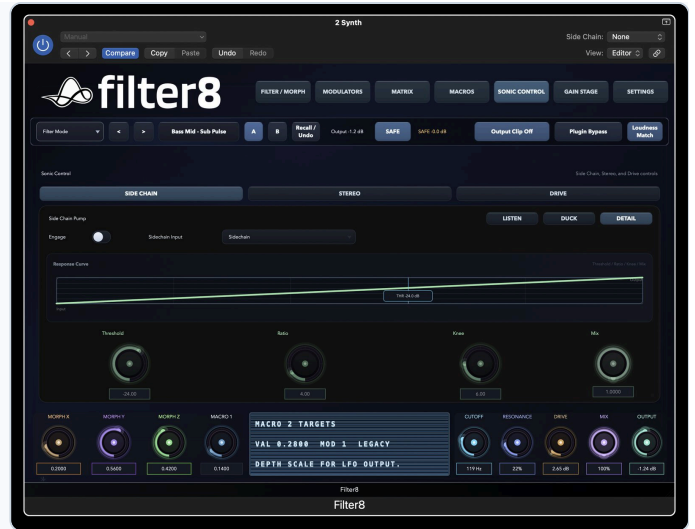 2 Synth
Manual
Side Chain: None
Compare Copy Paste Undo Redo
View: Editor
filter8
FILTER / MORPH MODULATORS MATRIX MACROS SONIC CONTROL GAIN STAGE SETTINGS
Filter Mode < > Bass Mid - Sub Pulse A B Recall / Undo Output -1.2 dB SAFE SAFE -0.0 dB Output Clip Off Plugin Bypass Loudness Match
Sonic Control
Side Chain, Stereo, and Drive controls
SIDE CHAIN STEREO DRIVE
Side Chain Pump
LISTEN DUCK DETAIL
Engage Sidechain input Sidechain
Response Curve
THR -24.0 dB
Input
Threshold Ratio Knee Mix
-24.00 4.00 6.00 1.0000
MORPH X MORPH Y MORPH Z MACRO 1
0.2000 0.5600 0.4200 0.1400
MACRO 2 TARGETS
VAL 0.2800 MOD 1 LEGACY
DEPTH SCALE FOR LFO OUTPUT.
CUTOFF RESONANCE DRIVE MIX OUTPUT
119 Hz 22% 2.65 dB 100% -1.24 dB
Filter8
Filter8